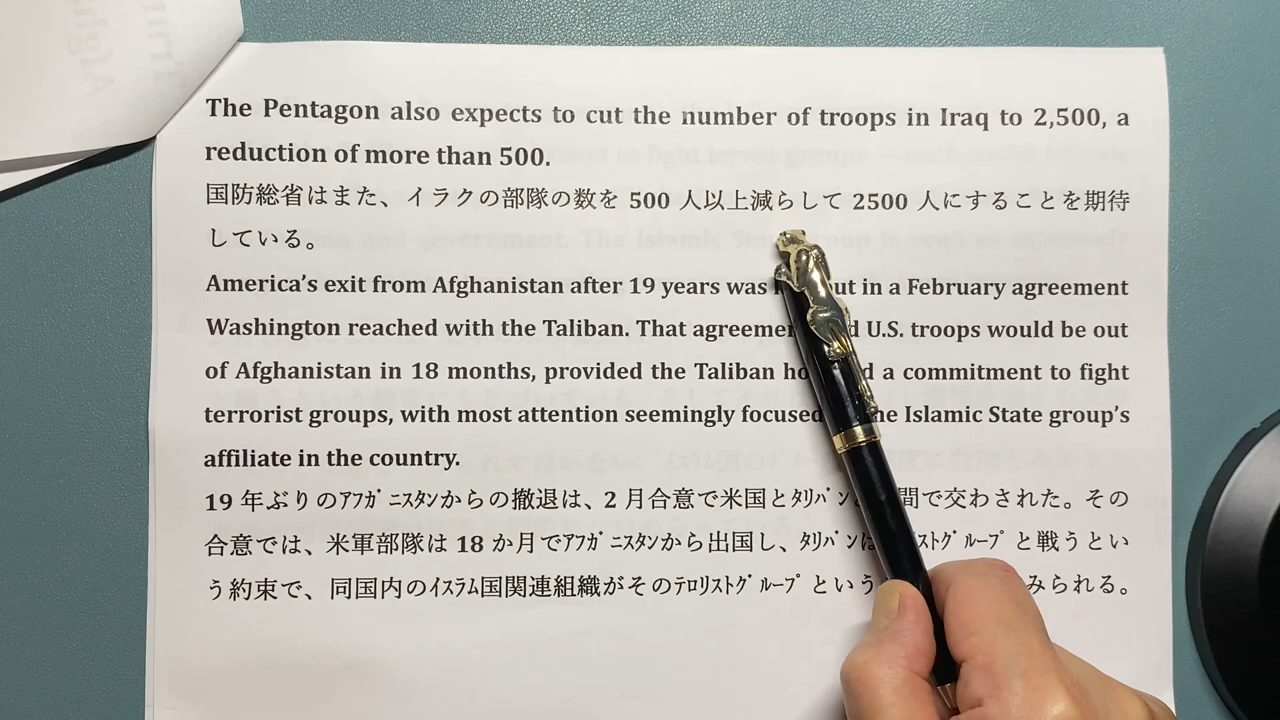 The Pentagon also expects to cut the number of troops in Iraq to 2,500, a
reduction of more than 500.
国防総省はまた、イラクの部隊の数を 500 人以上減らして 2500 人にすることを期待
している。
America's exit from Afghanistan after 19 years was out in a February agreement
Washington reached with the Taliban. That U.S. troops would be out
of Afghanistan in 18 months, provided the Taliban a commitment to fight
terrorist groups, with most attention seemingly focused the Islamic State group's
affiliate in the country.
19 年ぶりのｱﾌｶﾞﾆｽﾀﾝからの撤退は、2 月合意で米国とﾀﾘﾊﾞﾝ 間で交わされた。その
合意では、米軍部隊は 18 か月でｱﾌｶﾞﾆｽﾀﾝから出国し、ﾀﾘﾊﾞﾝは ｽﾄｸﾞﾙｰﾌﾟと戦うとい
う約束で、同国内のｲｽﾗﾑ国関連組織がそのﾃﾛﾘｽﾄｸﾞﾙｰﾌﾟという みられる。